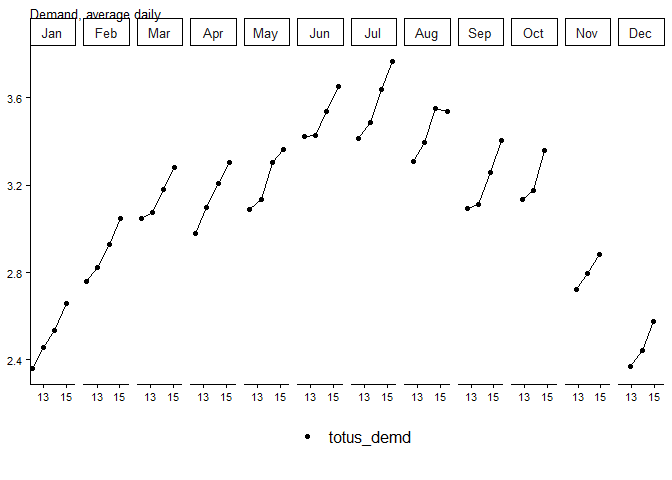 Demand, average daily
Jan Feb Mar Apr May Jun Jul Aug Sep Oct Nov Dec
3.6
3.2
2.8
2.4
13 15 13 15 13 15 13 15 13 15 13 15 13 15 13 15 13 15 13 15 13 15 13 15
totus_demd